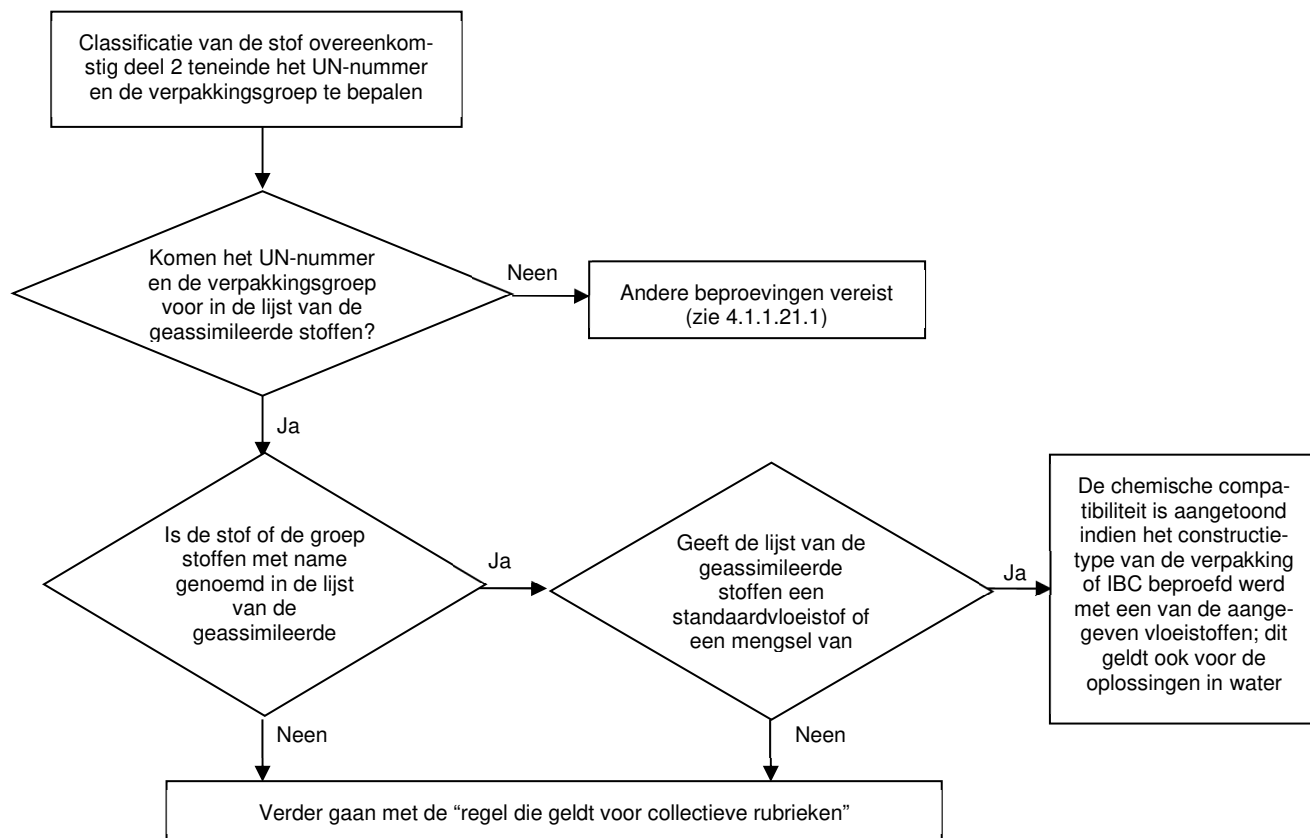 Classificatie van de stof overeenkom-
stig deel 2 teneinde het UN-nummer
en de verpakkingsgroep te bepalen
Komen het UN-nummer
en de verpakkingsgroep
voor in de lijst van de
geassimileerde stoffen?
Neen
Andere beproevingen vereist
(zie 4.1.1.21.1)
Ja
Is de stof of de groep
stoffen met name
genoemd in de lijst
van de
geassimileerde
Ja
Geeft de lijst van de
geassimileerde
stoffen een
standaardvloeistof of
een mengsel van
Ja
De chemische compa-
tibiliteit is aangetoond
indien het constructie-
type van de verpakking
of IBC beproefd werd
met een van de aange-
geven vloeistoffen; dit
geldt ook voor de
oplossingen in water
Neen
Neen
Verder gaan met de “regel die geldt voor collectieve rubrieken”